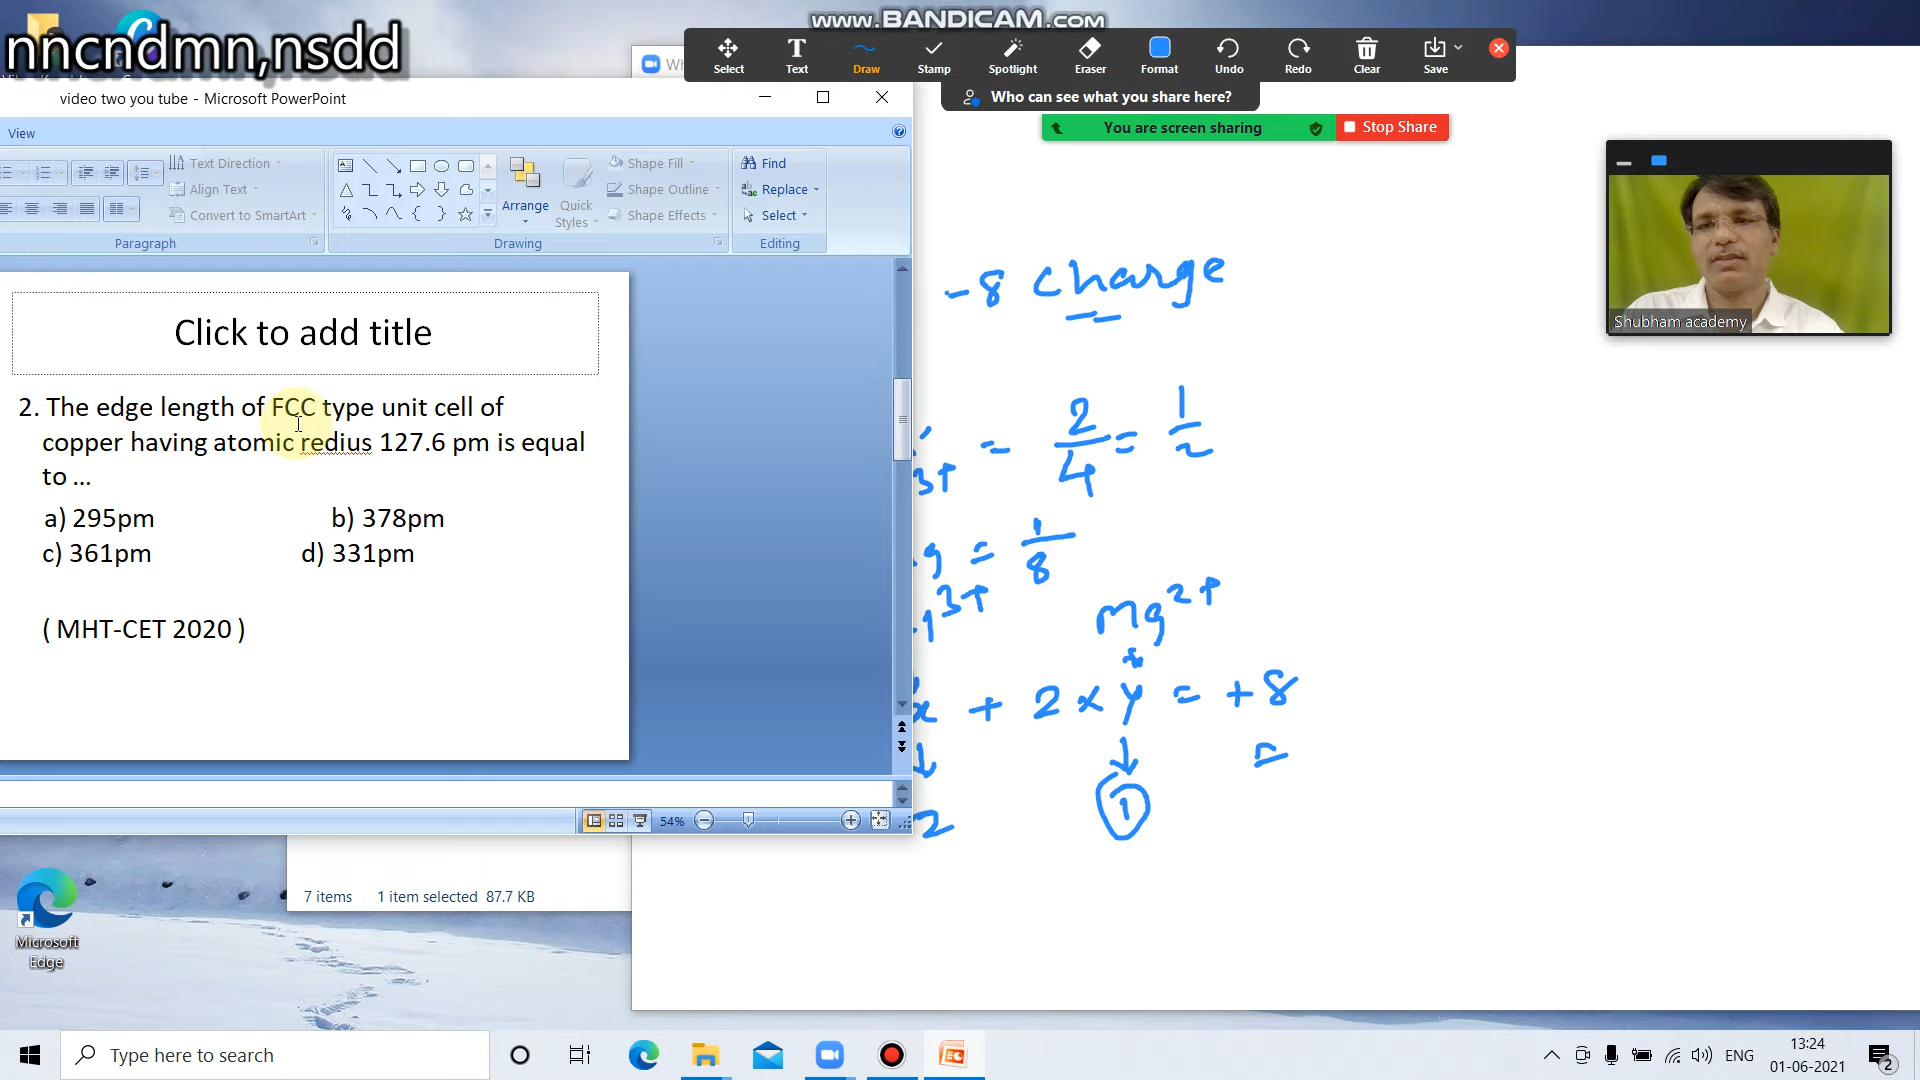 www.BANDICAM.com
nncndmn,nsdd
Select
Text
Draw
Stamp
Spotlight
Eraser
Format
Undo
Redo
Clear
Save
Who can see what you share here?
You are screen sharing
Stop Share
video two you tube - Microsoft PowerPoint
View
Text Direction
Align Text
Convert to SmartArt
Paragraph
Arrange
Quick
Styles
Shape Fill
Shape Outline
Shape Effects
Drawing
Find
Replace
Select
Editing
Shubham academy
Click to add title
2. The edge length of FCC type unit cell of
copper having atomic redius 127.6 pm is equal
to ...
a) 295pm b) 378pm
c) 361pm d) 331pm
( MHT-CET 2020 )
-8 charge
3+ = 2/4 = 1/2
g = 1/8
3+
Mg2+
x + 2 x y = +8
2
1
54%
7 items 1 item selected 87.7 KB
Microsoft
Edge
Type here to search
ENG
13:24
01-06-2021
2